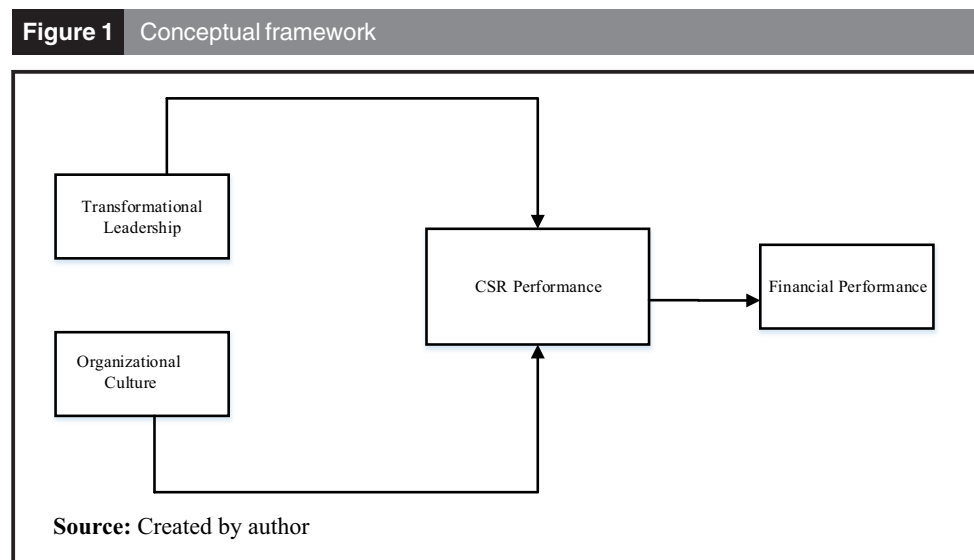 Figure 1 Conceptual framework
Transformational
Leadership
CSR Performance
Financial Performance
Organizational
Culture
Source: Created by author